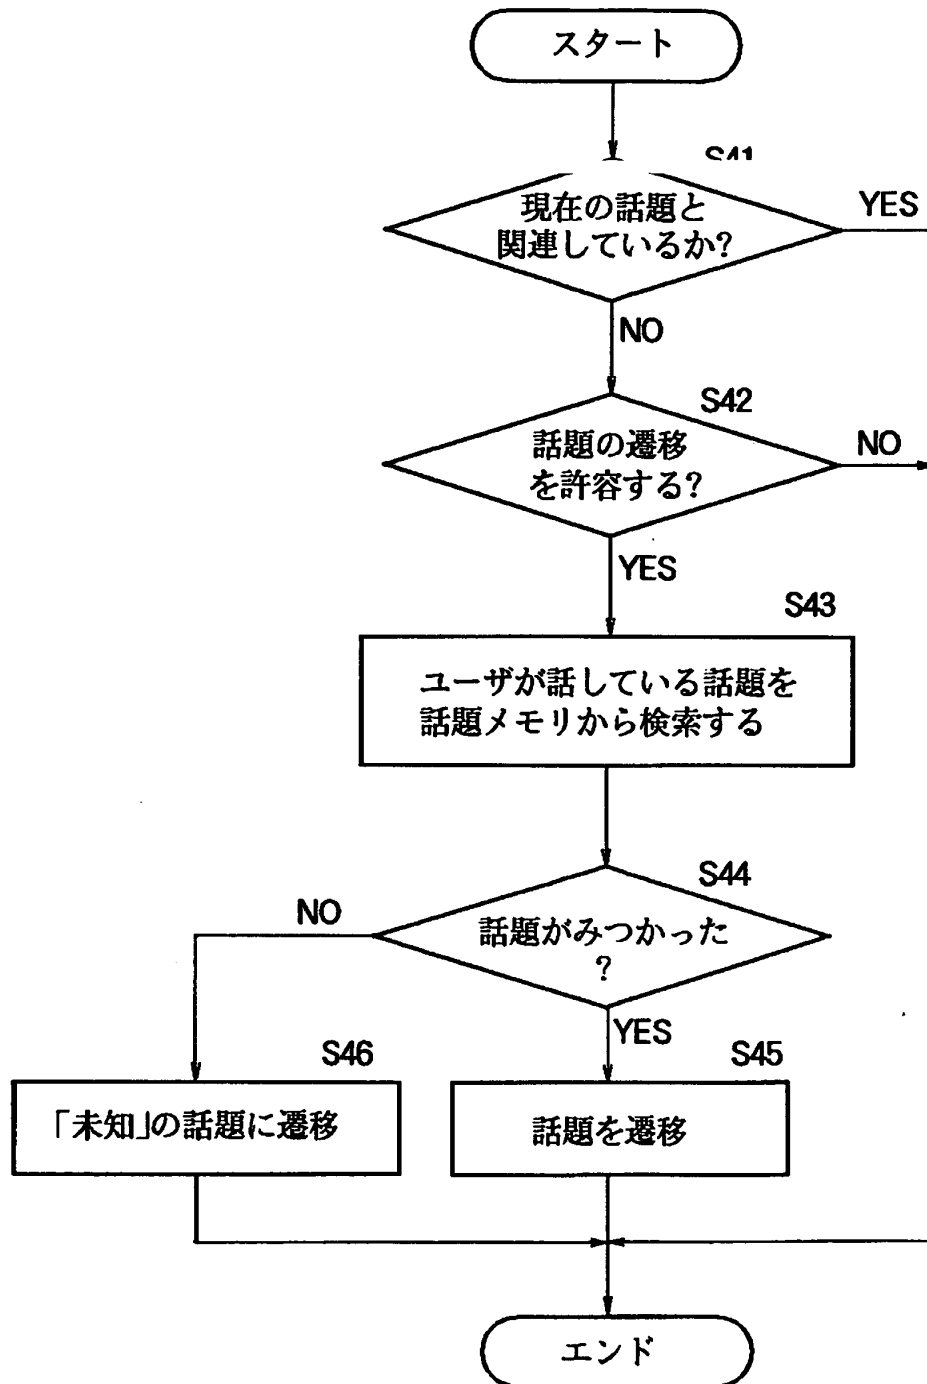 スタート
S41
現在の話題と
関連しているか?
YES
NO
S42
話題の遷移
を許容する?
NO
YES
S43
ユーザが話している話題を
話題メモリから検索する
S44
話題がみつかった
?
NO
YES
S46
「未知」の話題に遷移
S45
話題を遷移
エンド